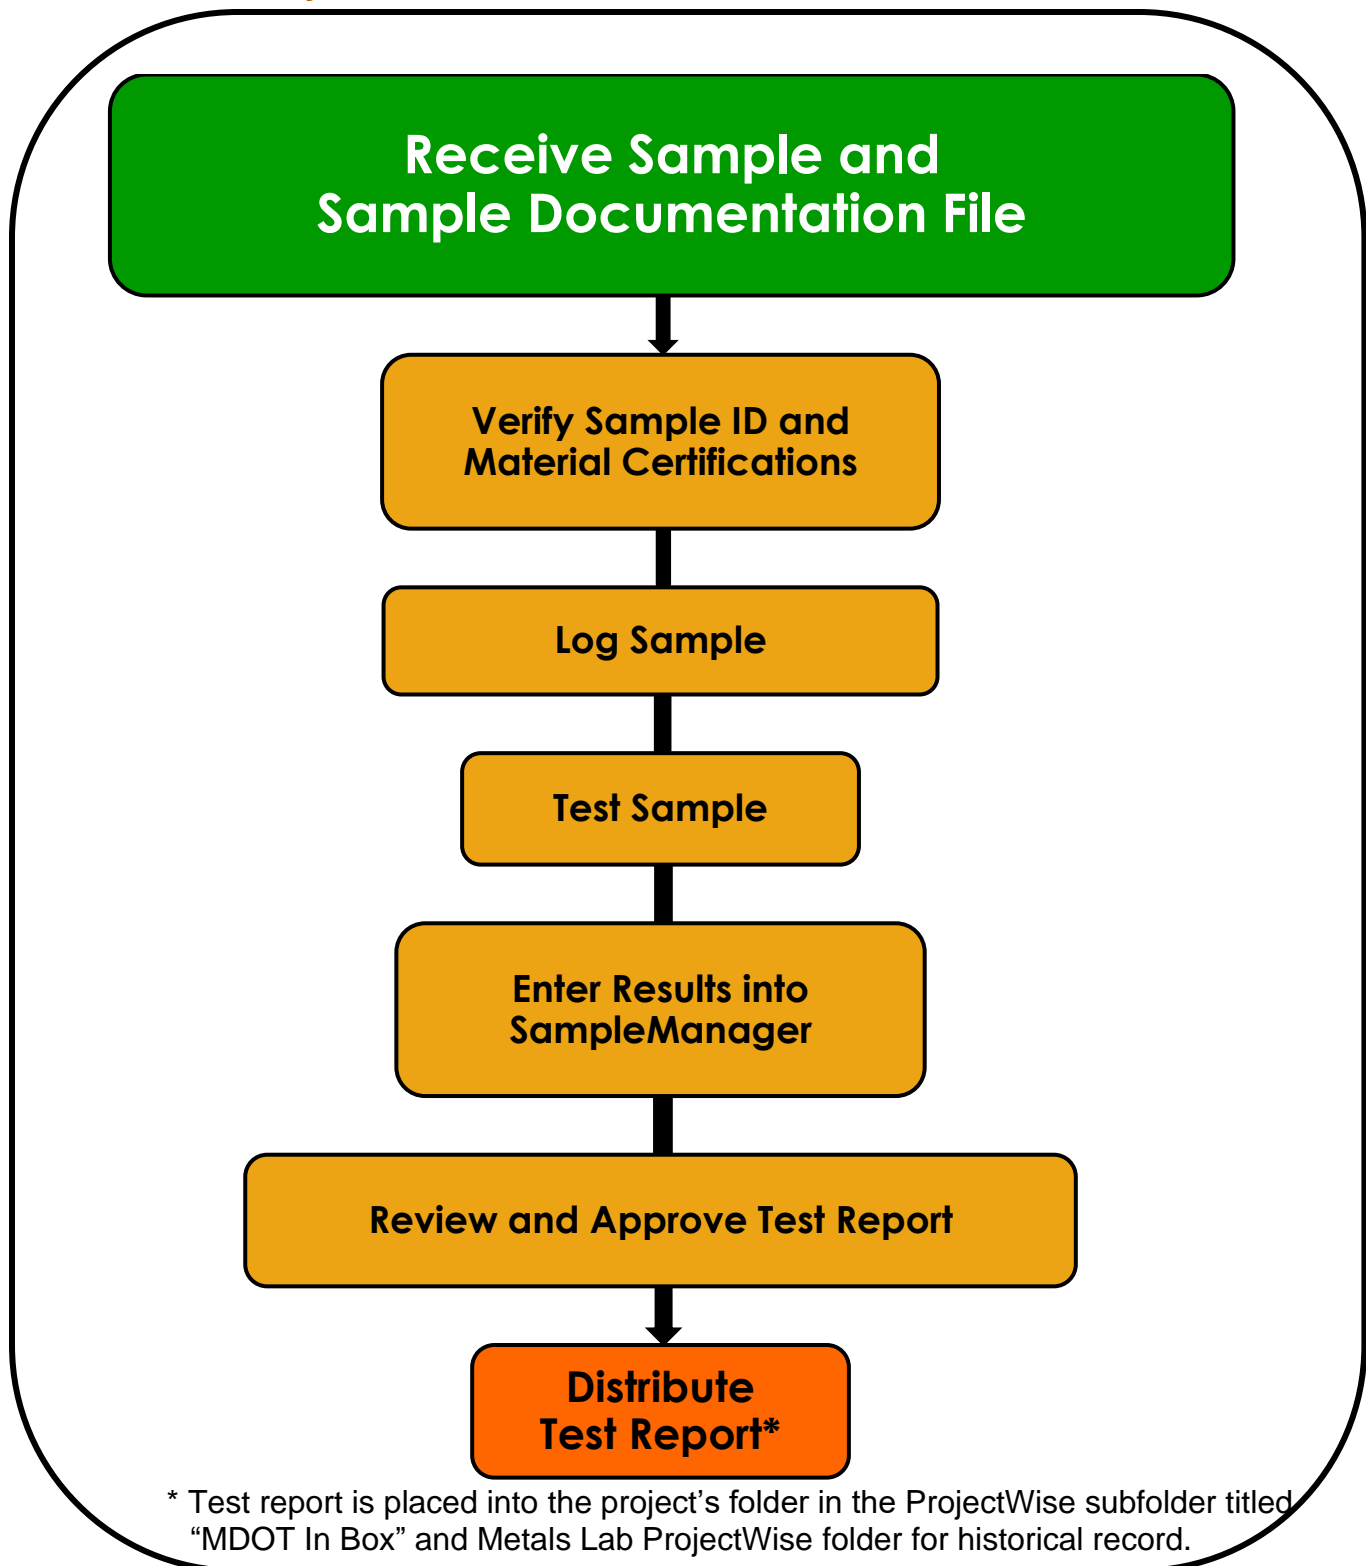 Receive Sample and
Sample Documentation File
Verify Sample ID and
Material Certifications
Log Sample
Test Sample
Enter Results into
SampleManager
Review and Approve Test Report
Distribute
Test Report*
* Test report is placed into the project’s folder in the ProjectWise subfolder titled
“MDOT In Box” and Metals Lab ProjectWise folder for historical record.